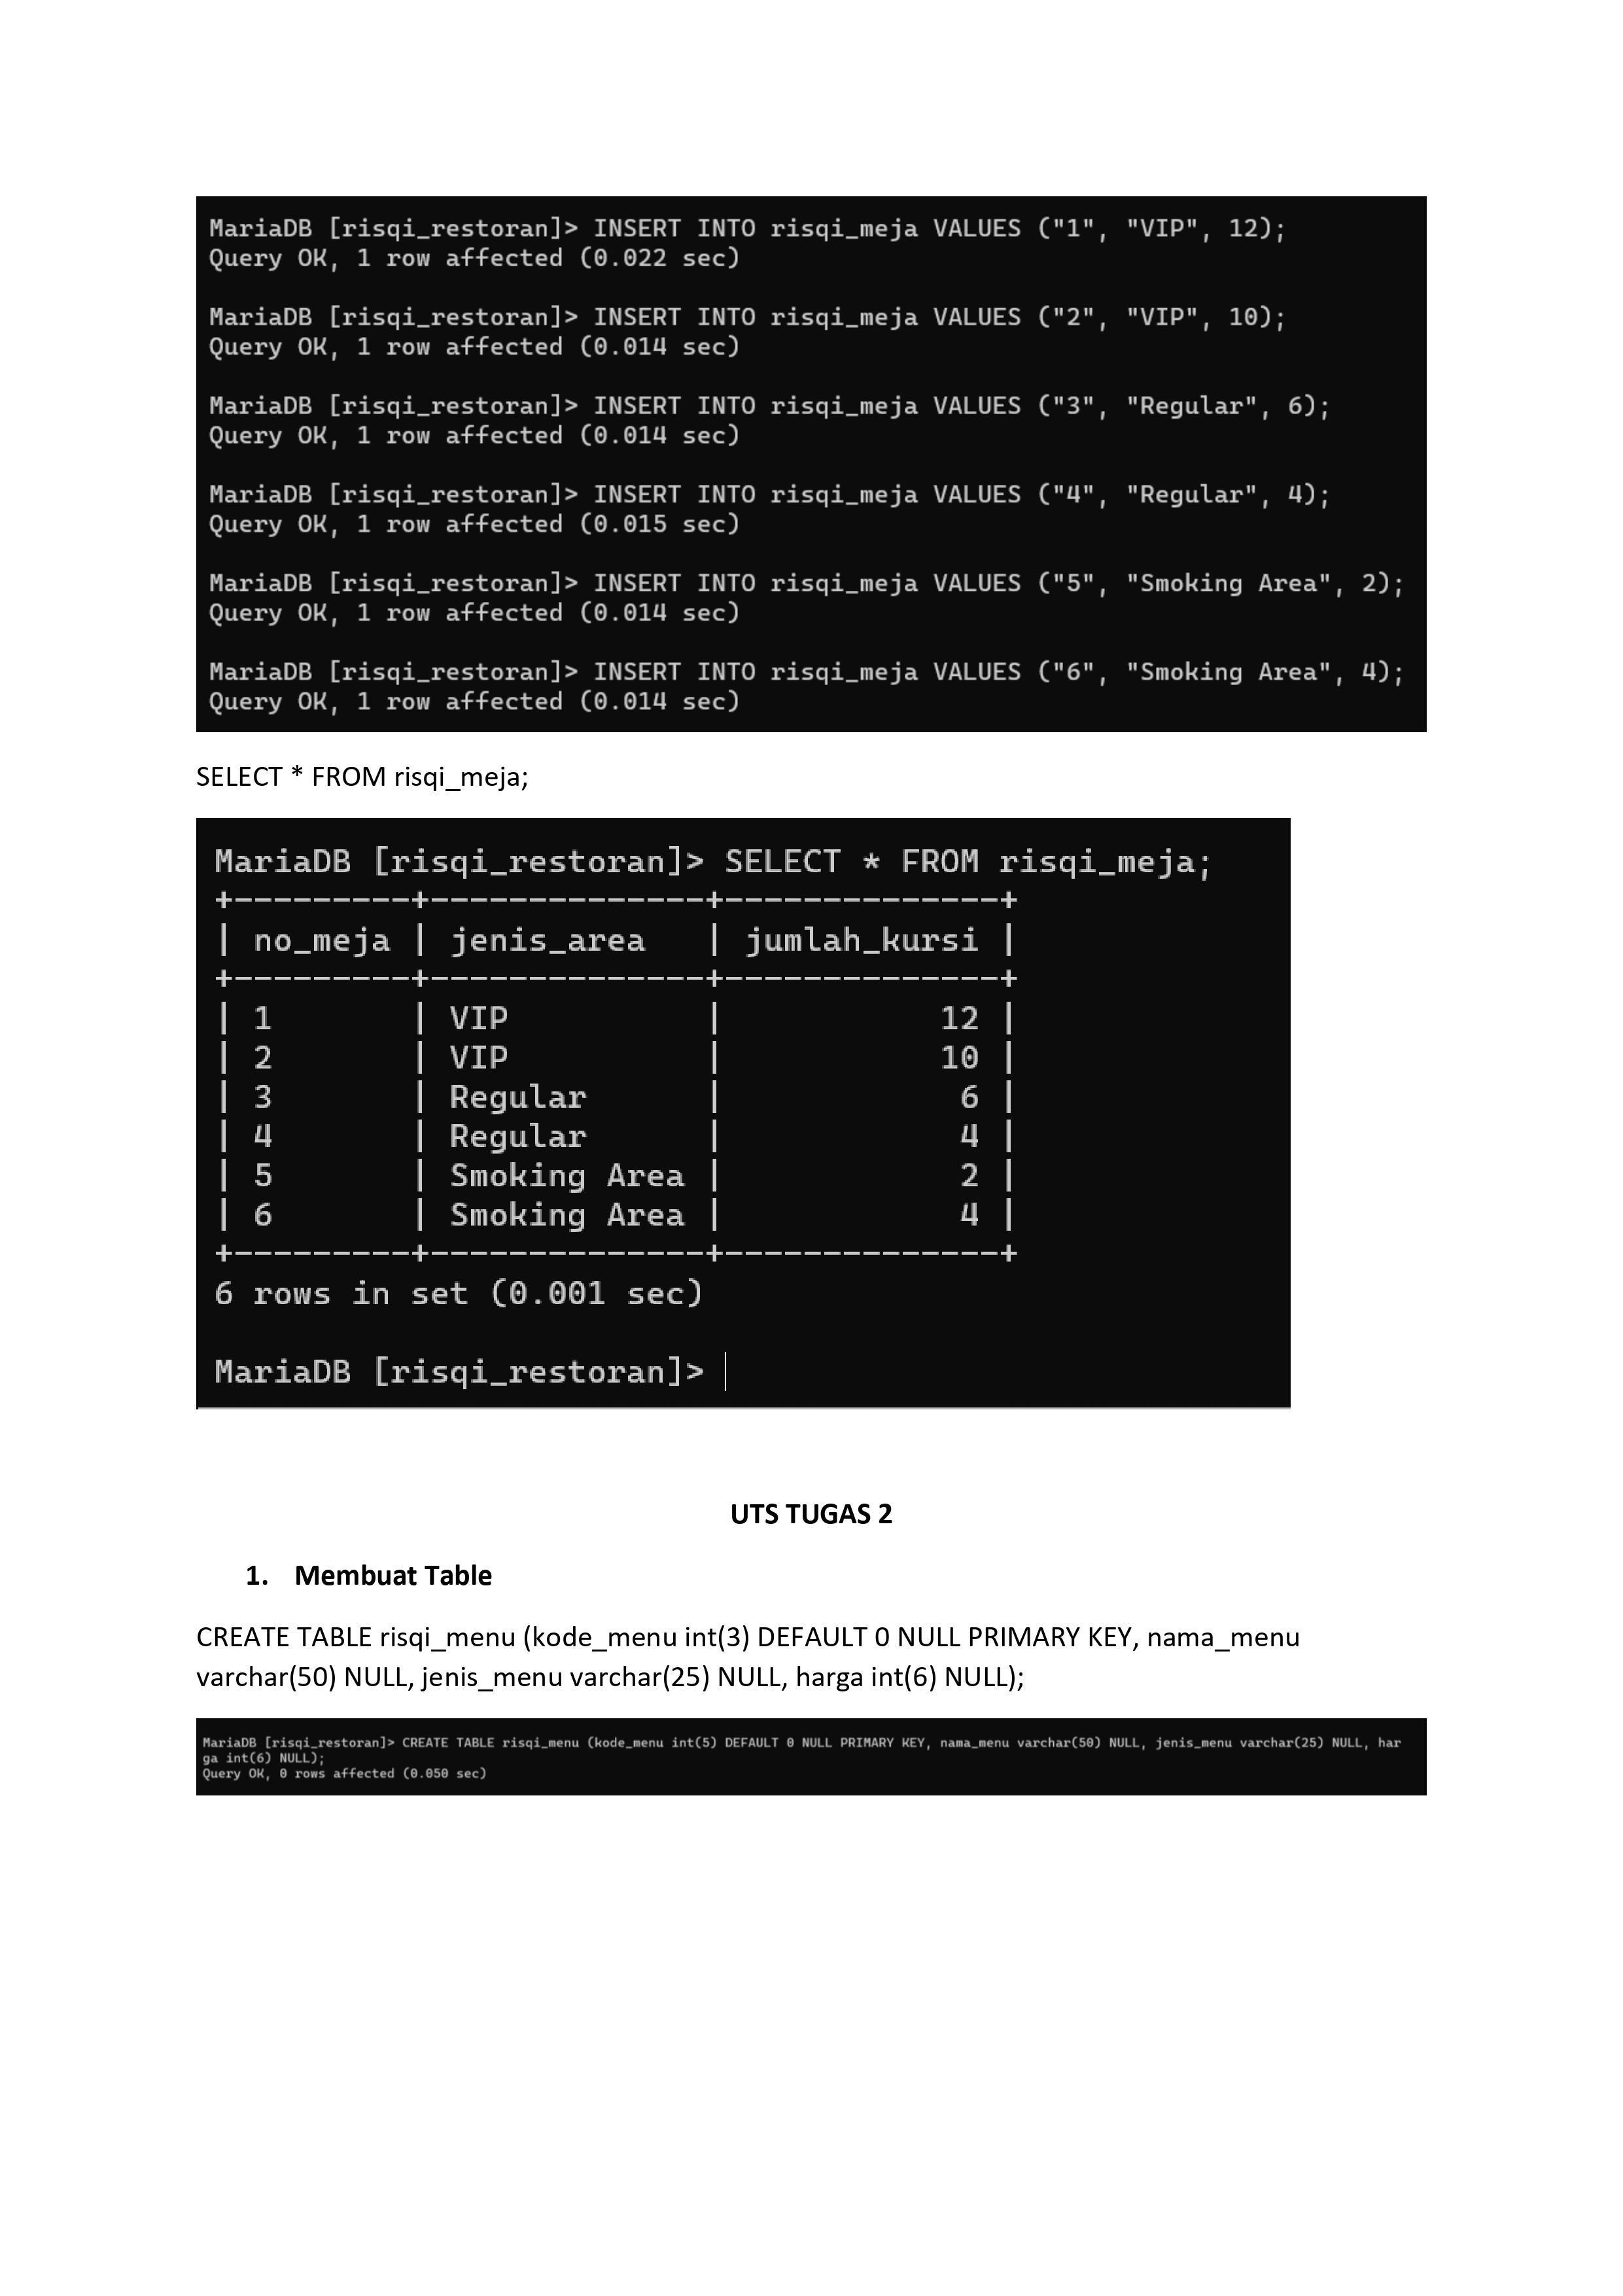 MariaDB [risqi_restoran]> INSERT INTO risqi_meja VALUES ("1", "VIP", 12);
Query OK, 1 row affected (0.022 sec)
MariaDB [risqi_restoran]> INSERT INTO risqi_meja VALUES ("2", "VIP", 10);
Query OK, 1 row affected (0.014 sec)
MariaDB [risqi_restoran]> INSERT INTO risqi_meja VALUES ("3", "Regular", 6);
Query OK, 1 row affected (0.014 sec)
MariaDB [risqi_restoran]> INSERT INTO risqi_meja VALUES ("4", "Regular", 4);
Query OK, 1 row affected (0.015 sec)
MariaDB [risqi_restoran]> INSERT INTO risqi_meja VALUES ("5", "Smoking Area", 2);
Query OK, 1 row affected (0.014 sec)
MariaDB [risqi_restoran]> INSERT INTO risqi_meja VALUES ("6", "Smoking Area", 4);
Query OK, 1 row affected (0.014 sec)
SELECT * FROM risqi_meja;
MariaDB [risqi_restoran]> SELECT * FROM risqi_meja;
+---------+--------------+--------------+
| no_meja | jenis_area   | jumlah_kursi |
+---------+--------------+--------------+
| 1       | VIP          |           12 |
| 2       | VIP          |           10 |
| 3       | Regular      |            6 |
| 4       | Regular      |            4 |
| 5       | Smoking Area |            2 |
| 6       | Smoking Area |            4 |
+---------+--------------+--------------+
6 rows in set (0.001 sec)
MariaDB [risqi_restoran]>
UTS TUGAS 2
1. Membuat Table
CREATE TABLE risqi_menu (kode_menu int(3) DEFAULT 0 NULL PRIMARY KEY, nama_menu
varchar(50) NULL, jenis_menu varchar(25) NULL, harga int(6) NULL);
MariaDB [risqi_restoran]> CREATE TABLE risqi_menu (kode_menu int(5) DEFAULT 0 NULL PRIMARY KEY, nama_menu varchar(50) NULL, jenis_menu varchar(25) NULL, har
ga int(6) NULL);
Query OK, 0 rows affected (0.050 sec)